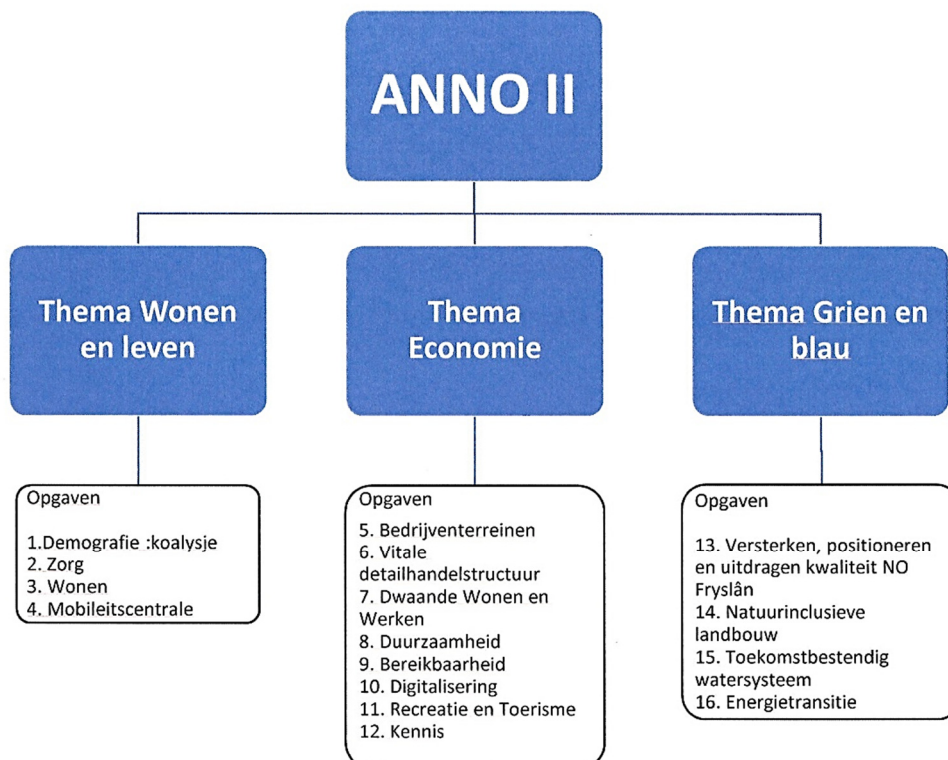 ANNO II
Thema Wonen
en leven
Thema
Economie
Thema Grien en
blau
Opgaven
1.Demografie :koalysje
2. Zorg
3. Wonen
4. Mobileitscentrale
Opgaven
5. Bedrijventerreinen
6. Vitale
detailhandelstructuur
7. Dwaande Wonen en
Werken
8. Duurzaamheid
9. Bereikbaarheid
10. Digitalisering
11. Recreatie en Toerisme
12. Kennis
Opgaven
13. Versterken, positioneren
en uitdragen kwaliteit NO
Fryslân
14. Natuurinclusieve
landbouw
15. Toekomstbestendig
watersysteem
16. Energietransitie